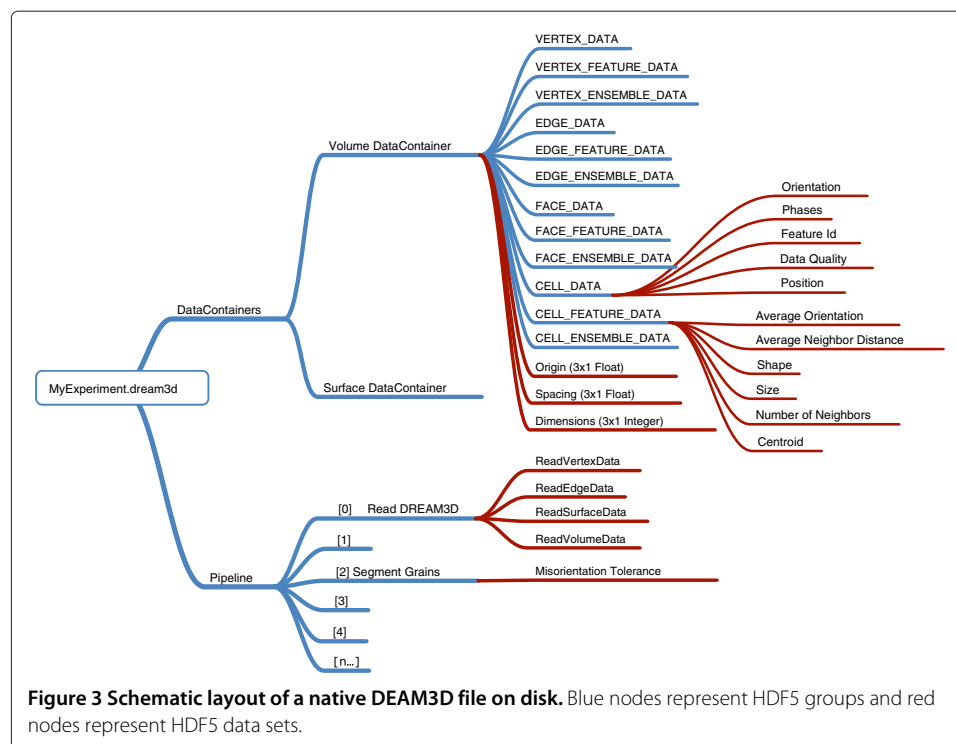 MyExperiment.dream3d
DataContainers
Volume DataContainer
VERTEX_DATA
VERTEX_FEATURE_DATA
VERTEX_ENSEMBLE_DATA
EDGE_DATA
EDGE_FEATURE_DATA
EDGE_ENSEMBLE_DATA
FACE_DATA
FACE_FEATURE_DATA
FACE_ENSEMBLE_DATA
CELL_DATA
Orientation
Phases
Feature Id
Data Quality
Position
CELL_FEATURE_DATA
Average Orientation
Average Neighbor Distance
Shape
Size
Number of Neighbors
Centroid
CELL_ENSEMBLE_DATA
Origin (3x1 Float)
Spacing (3x1 Float)
Dimensions (3x1 Integer)
Surface DataContainer
Pipeline
[0] Read DREAM3D
ReadVertexData
ReadEdgeData
ReadSurfaceData
ReadVolumeData
[1]
[2] Segment Grains
Misorientation Tolerance
[3]
[4]
[ n...]
Figure 3 Schematic layout of a native DEAM3D file on disk. Blue nodes represent HDF5 groups and red
nodes represent HDF5 data sets.